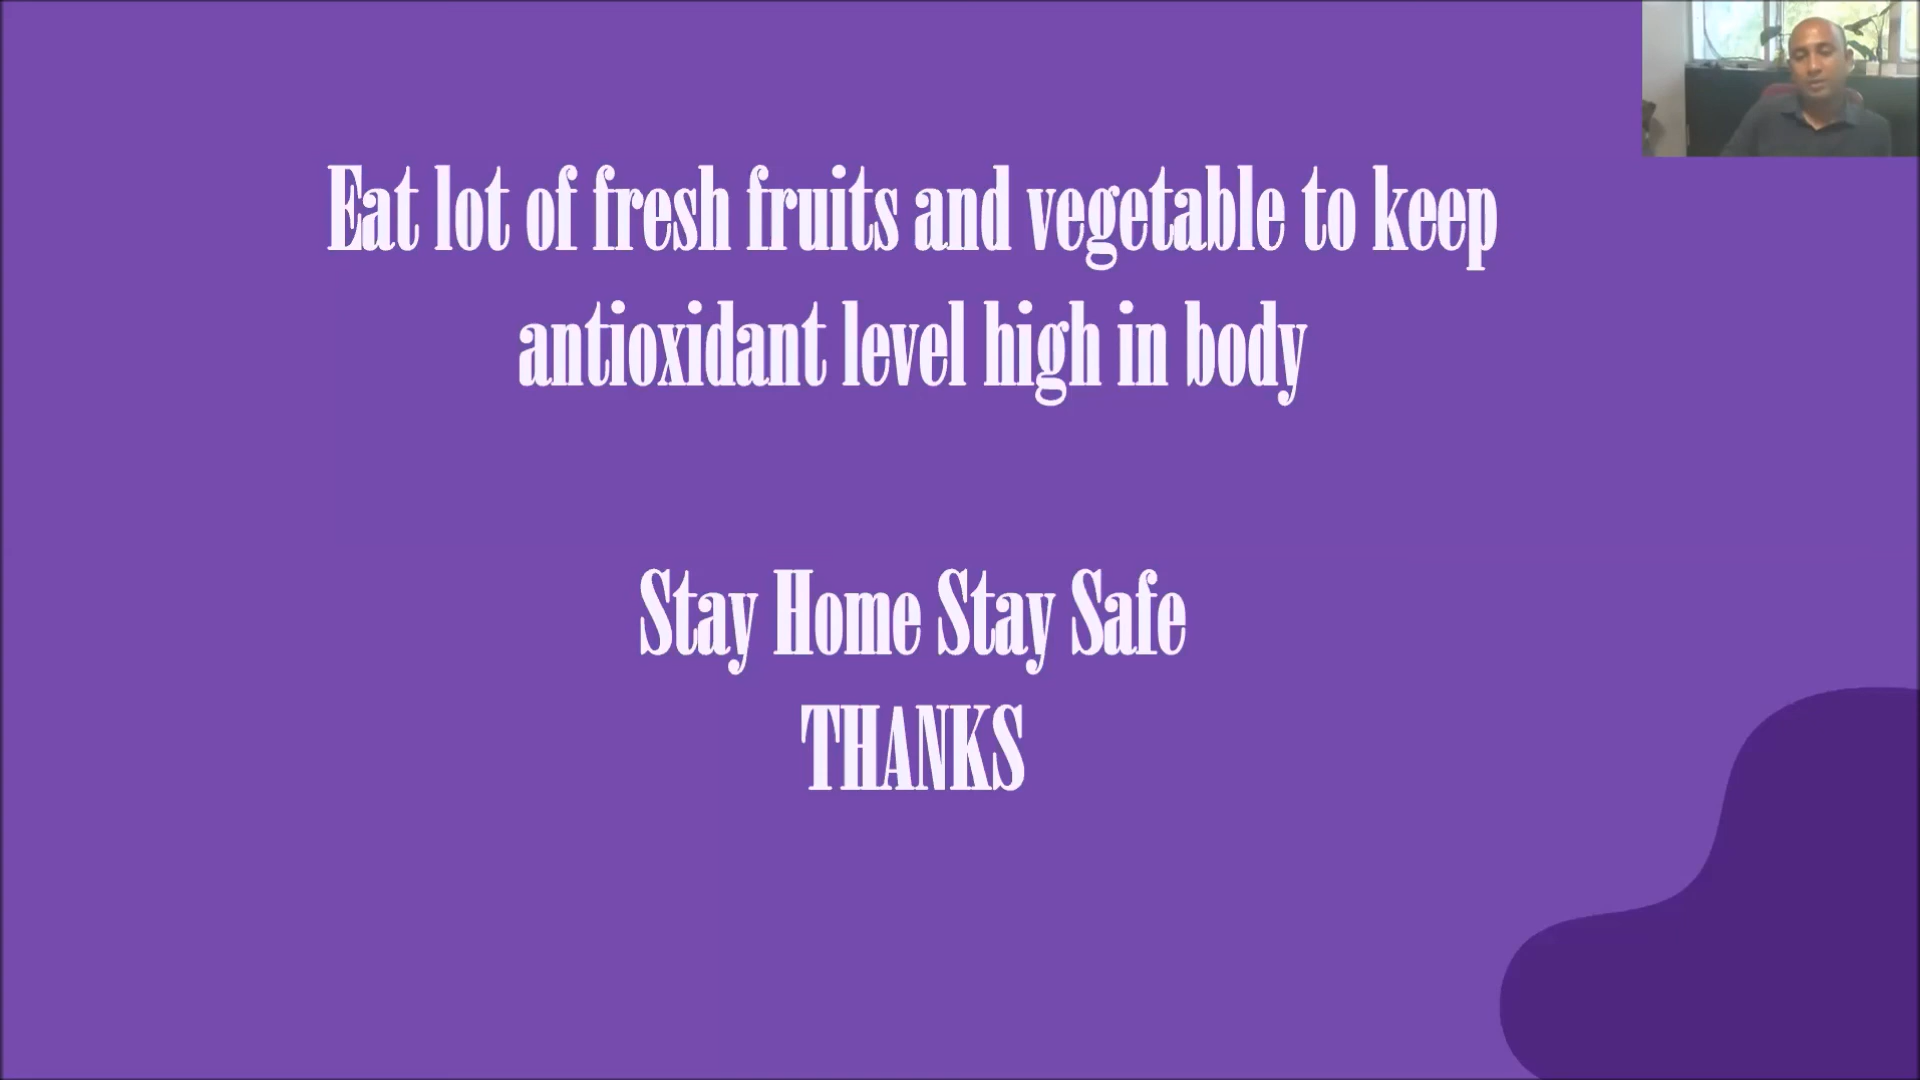 Eat lot of fresh fruits and vegetable to keep
antioxidant level high in body
Stay Home Stay Safe
THANKS